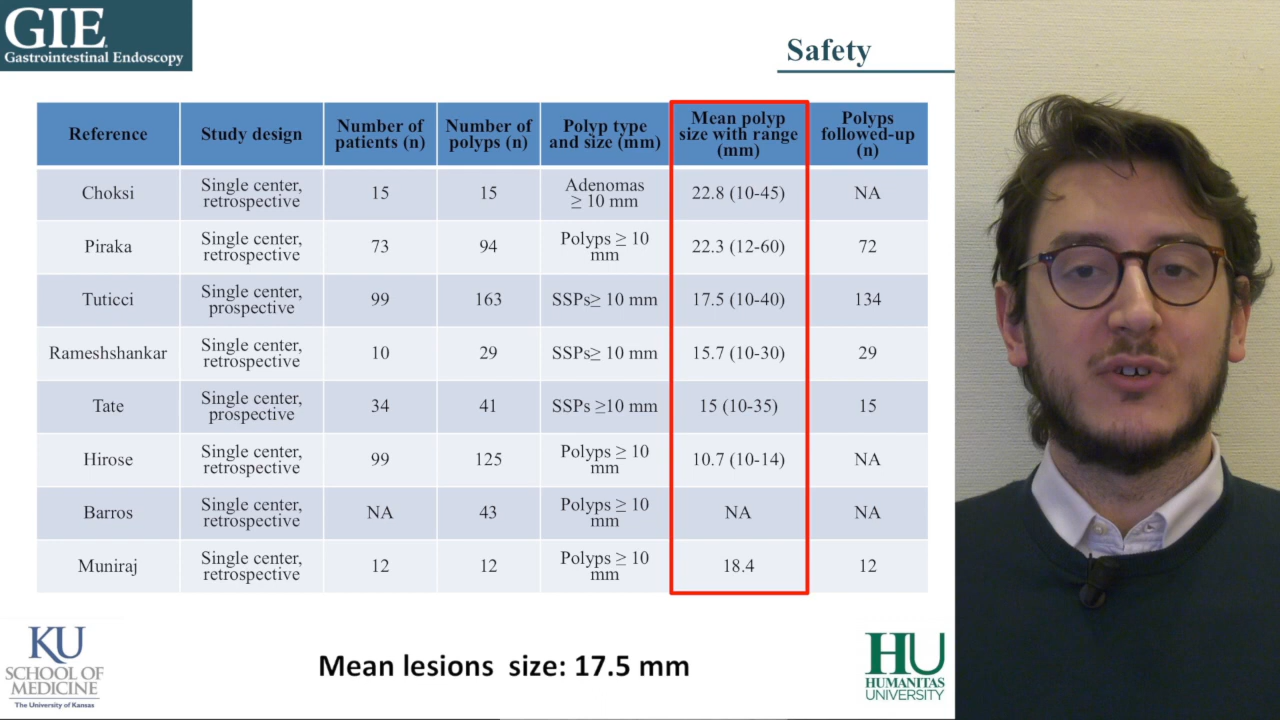 GIE
Gastrointestinal Endoscopy
Safety
Reference
Study design
Number of
patients (n)
Number of
polyps (n)
Polyp type
and size (mm)
Mean polyp
size with range
(mm)
Polyps
followed-up
(n)
Choksi
Single center,
retrospective
15
15
Adenomas
≥ 10 mm
22.8 (10-45)
NA
Piraka
Single center,
retrospective
73
94
Polyps ≥ 10
mm
22.3 (12-60)
72
Tuticci
Single center,
prospective
99
163
SSPs≥ 10 mm
17.5 (10-40)
134
Rameshshankar
Single center,
retrospective
10
29
SSPs≥ 10 mm
15.7 (10-30)
29
Tate
Single center,
prospective
34
41
SSPs ≥10 mm
15 (10-35)
15
Hirose
Single center,
retrospective
99
125
Polyps ≥ 10
mm
10.7 (10-14)
NA
Barros
Single center,
retrospective
NA
43
Polyps ≥ 10
mm
NA
NA
Muniraj
Single center,
retrospective
12
12
Polyps ≥ 10
mm
18.4
12
KU
SCHOOL OF
MEDICINE
The University of Kansas
Mean lesions size: 17.5 mm
HU
HUMANITAS
UNIVERSITY